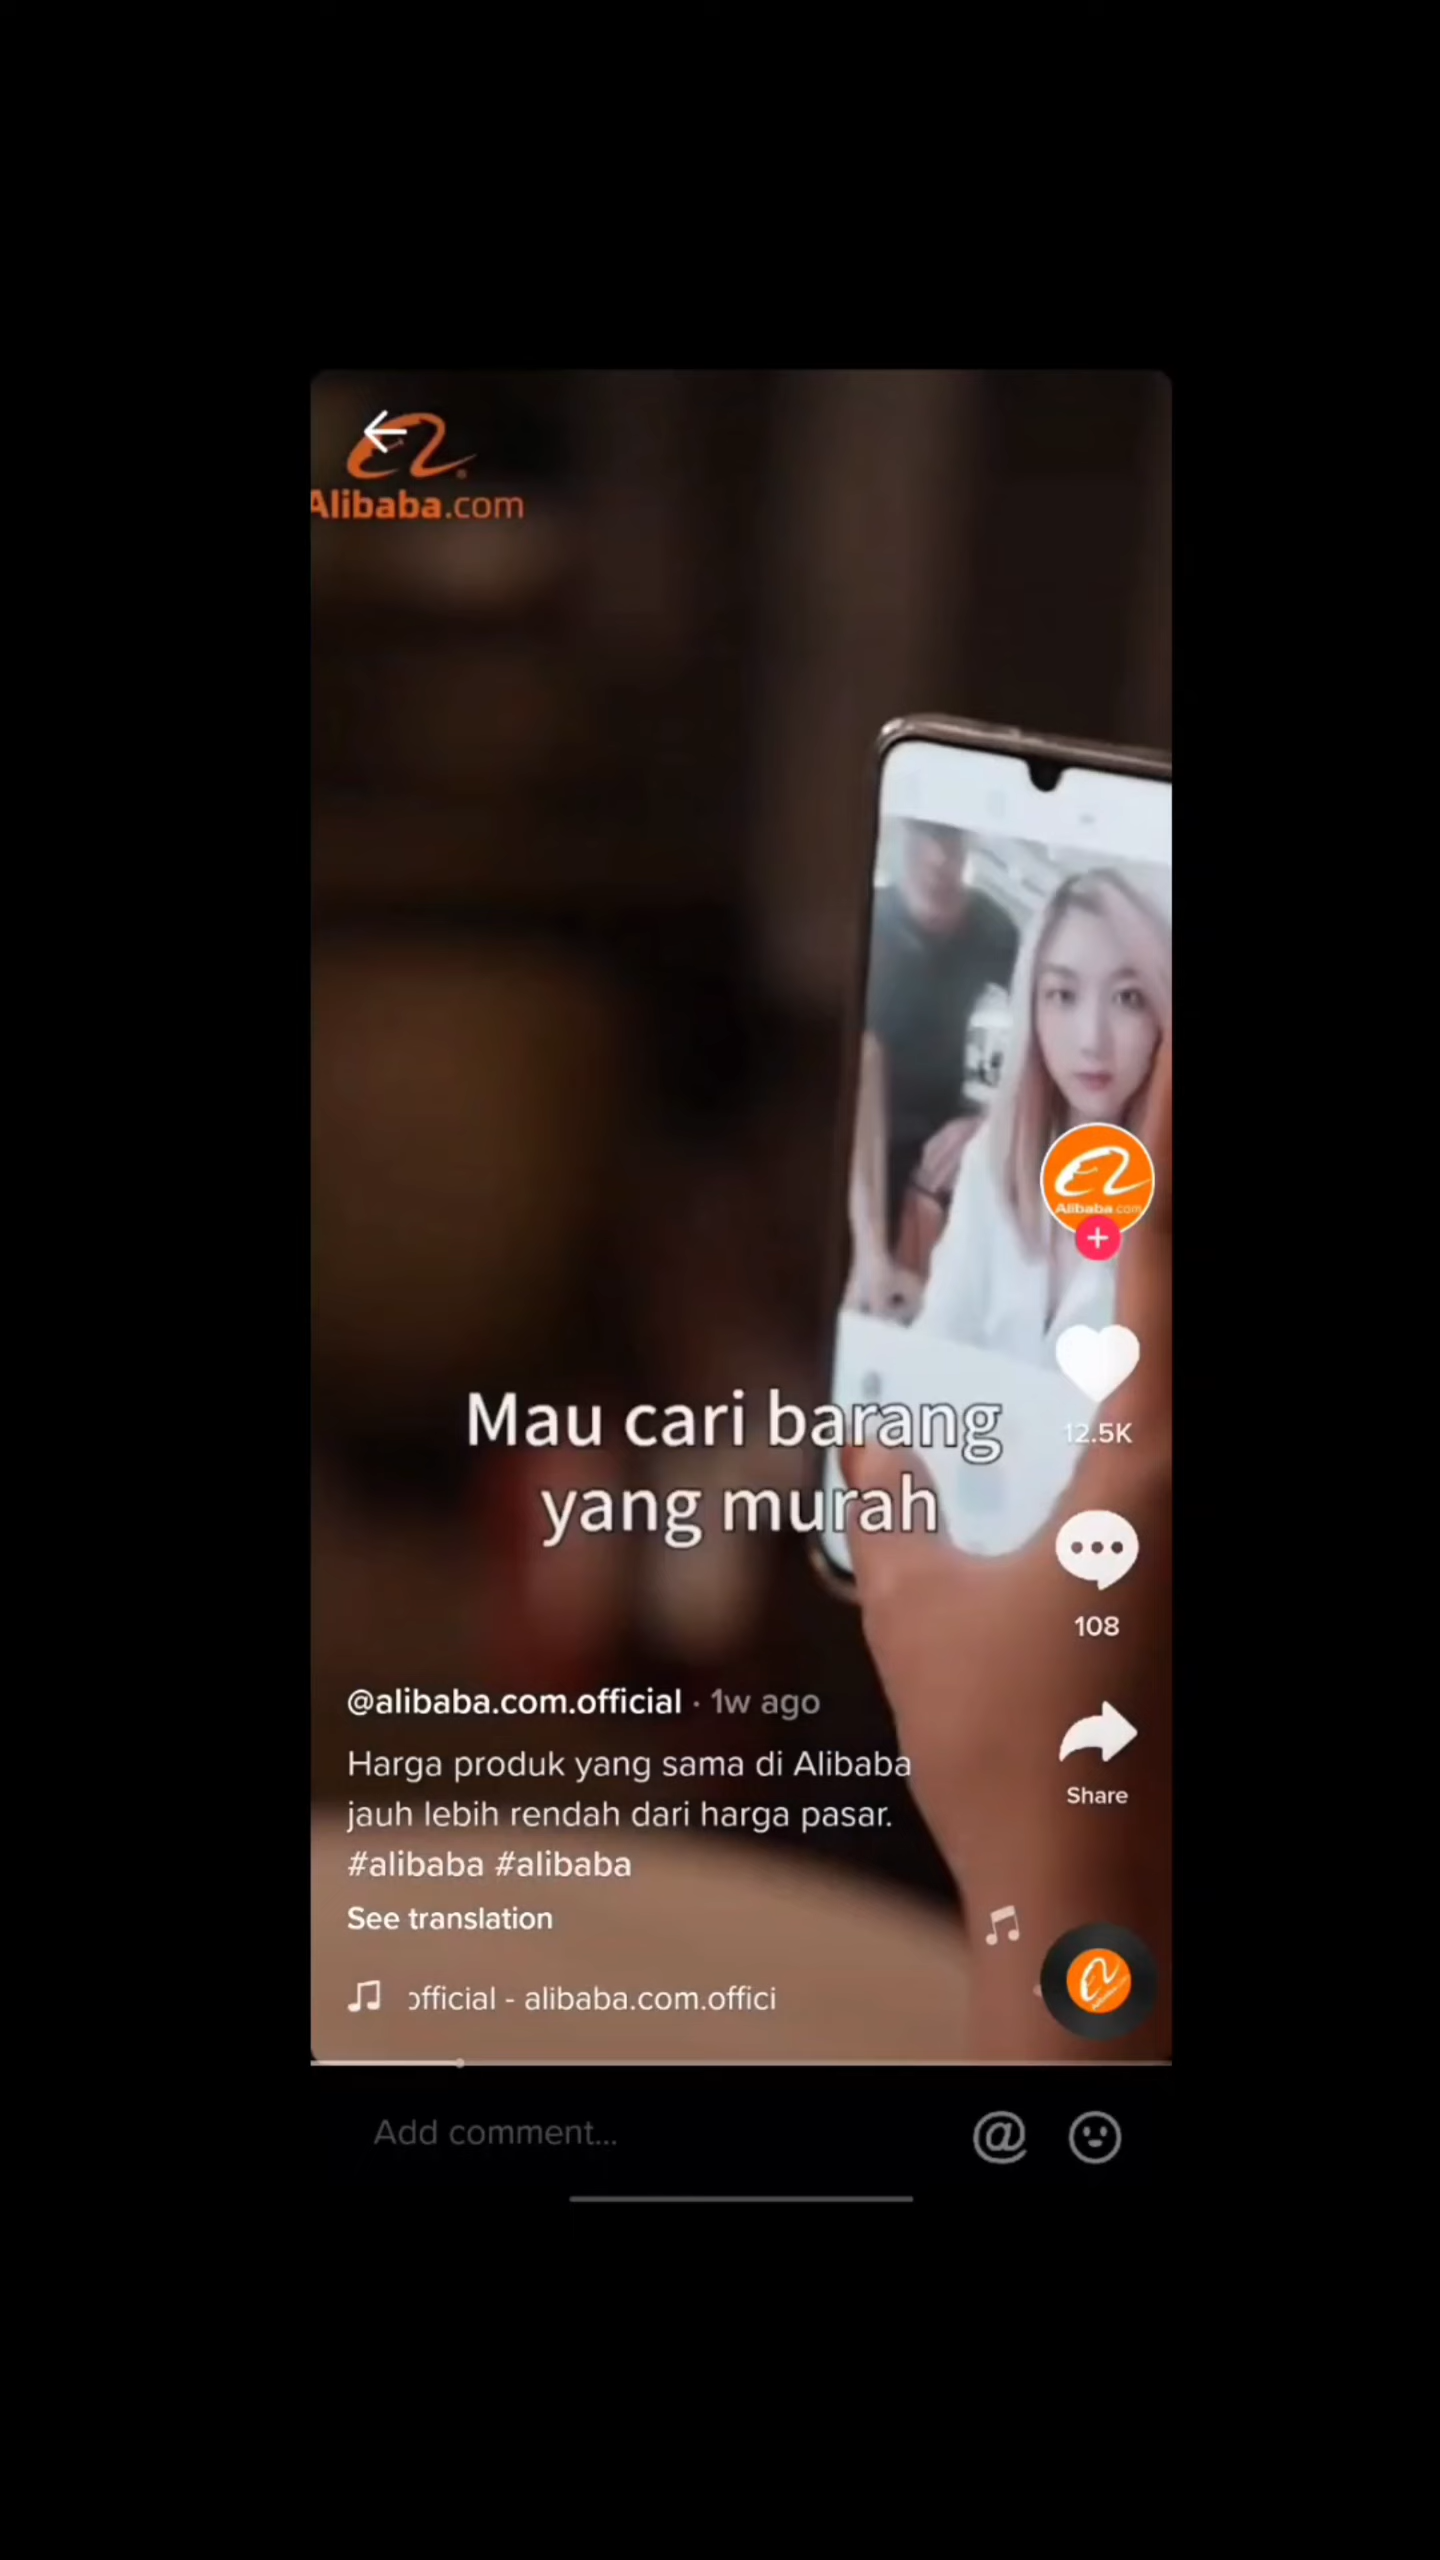 Alibaba.com
Alibaba.com
Mau cari barang
yang murah
12.5K
108
@alibaba.com.official · 1w ago
Harga produk yang sama di Alibaba
jauh lebih rendah dari harga pasar.
#alibaba #alibaba
See translation
Share
official - alibaba.com.offici
Add comment...